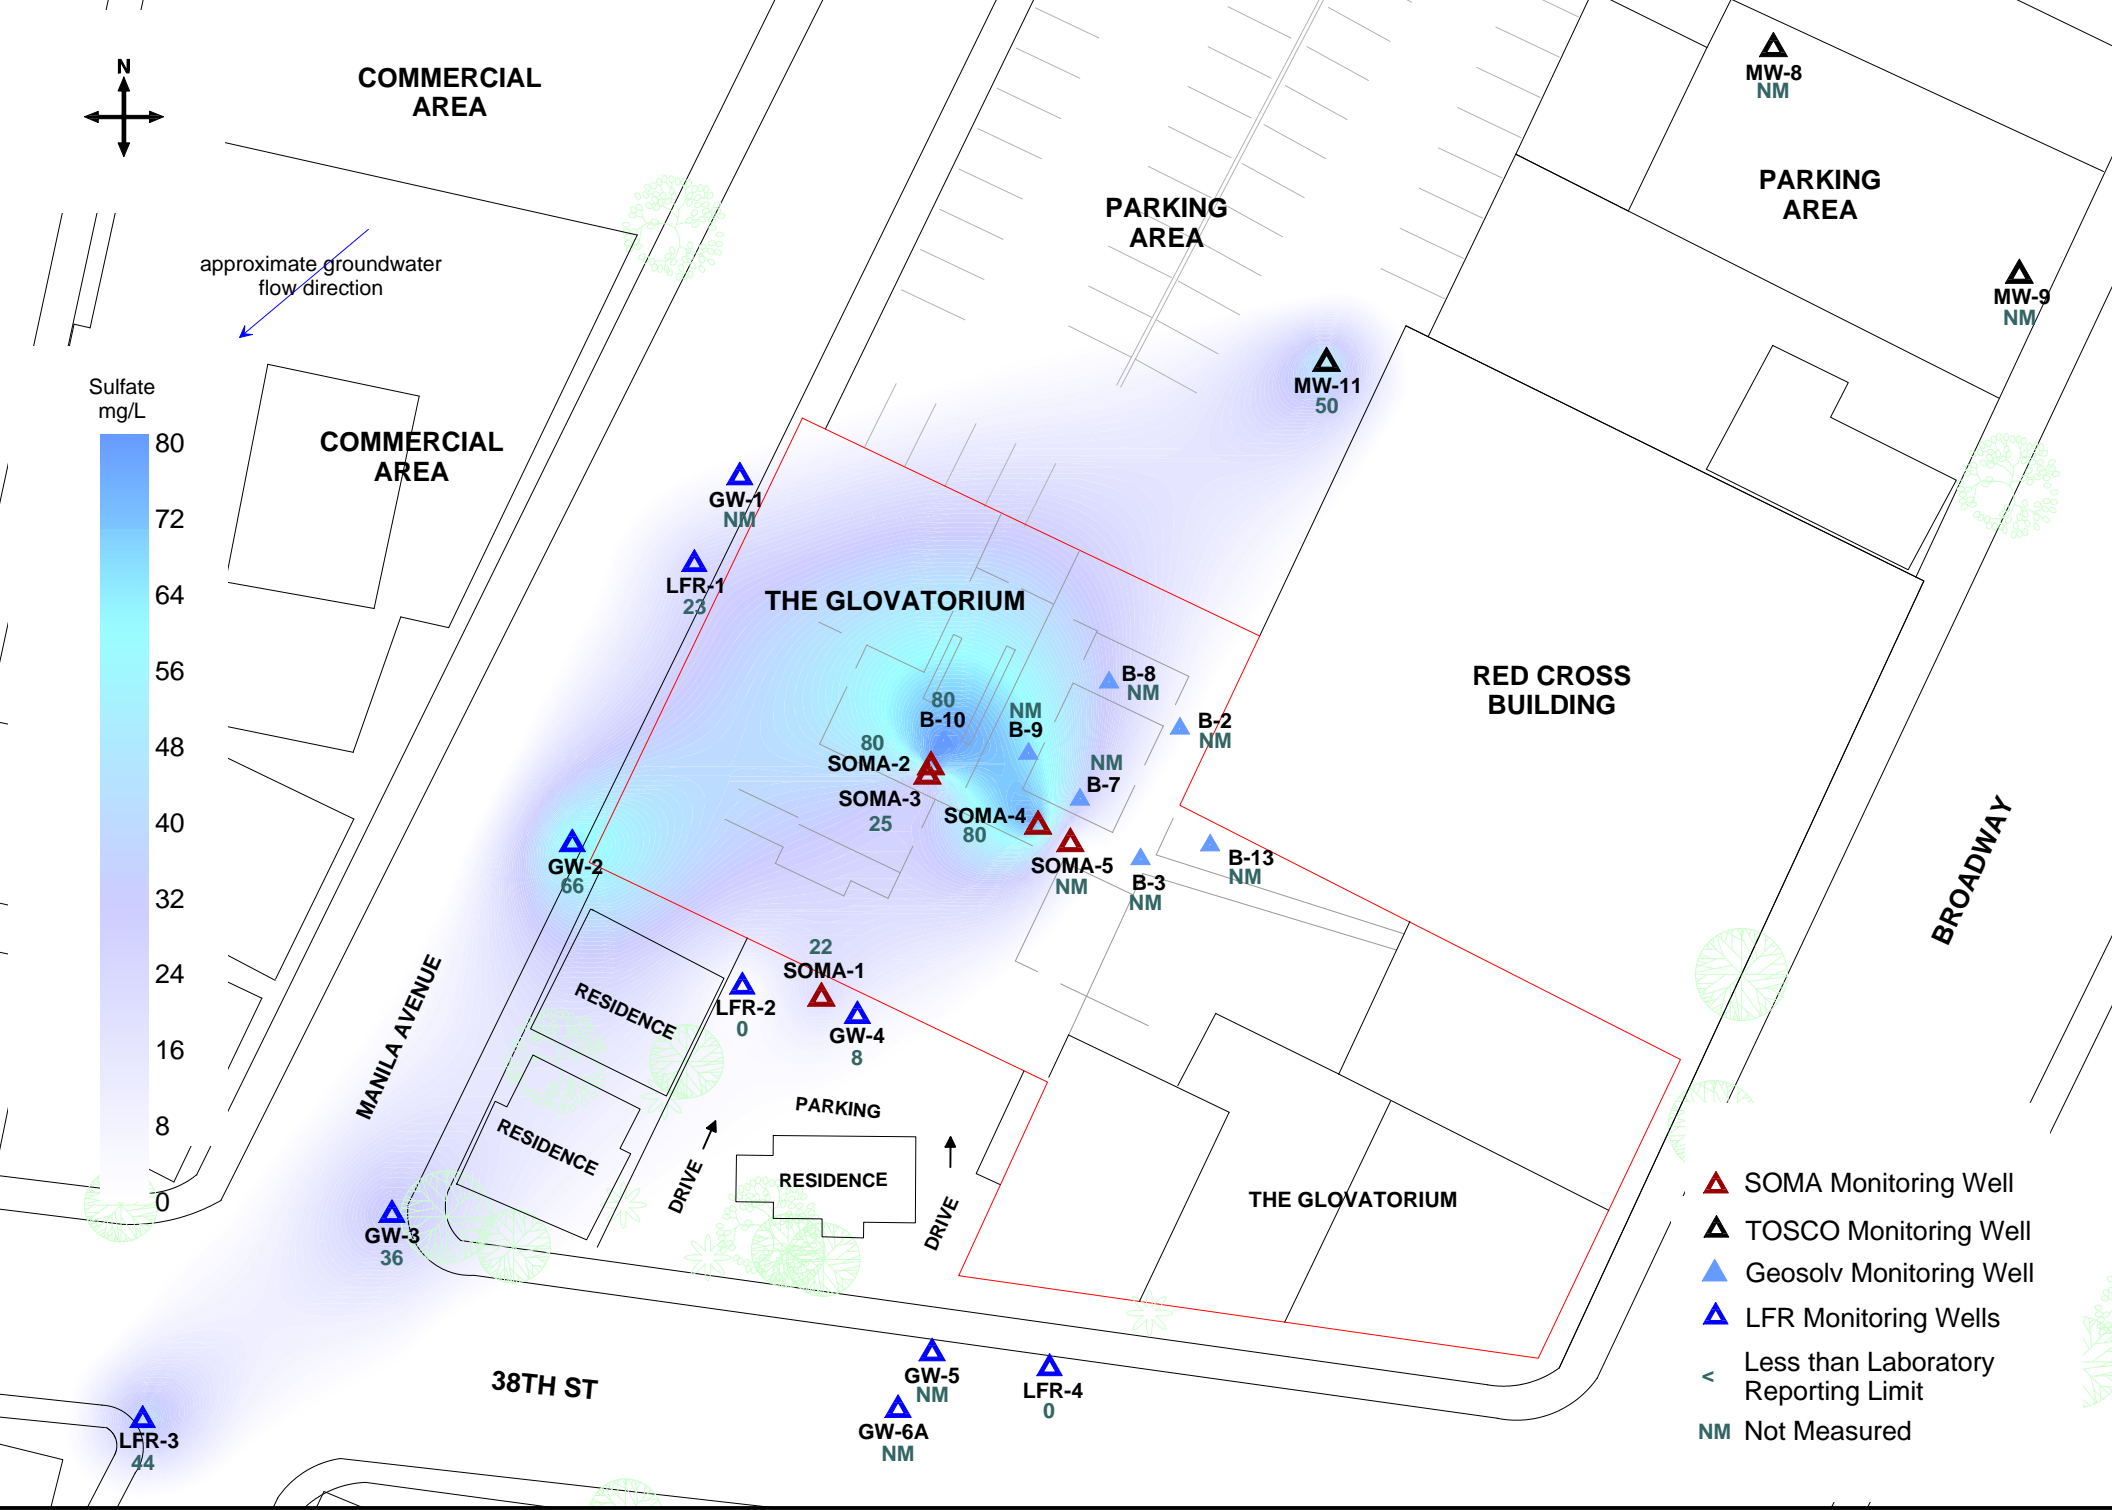 N
COMMERCIAL
AREA
MW-8
NM
PARKING
AREA
PARKING
AREA
approximate groundwater
flow direction
MW-9
NM
Sulfate
mg/L
80
72
64
56
48
40
32
24
16
8
0
MW-11
50
COMMERCIAL
AREA
GW-1
NM
LFR-1
23
THE GLOVATORIUM
RED CROSS
BUILDING
B-8
NM
80
B-10
NM
B-9
B-2
NM
80
SOMA-2
NM
B-7
SOMA-3
25
SOMA-4
80
GW-2
66
SOMA-5
NM
B-13
NM
B-3
NM
BROADWAY
22
SOMA-1
MANILA AVENUE
RESIDENCE
LFR-2
0
GW-4
8
PARKING
RESIDENCE
DRIVE
RESIDENCE
DRIVE
THE GLOVATORIUM
GW-3
36
38TH ST
GW-5
NM
LFR-4
0
GW-6A
NM
LFR-3
44
SOMA Monitoring Well
TOSCO Monitoring Well
Geosolv Monitoring Well
LFR Monitoring Wells
< Less than Laboratory
Reporting Limit
NM Not Measured